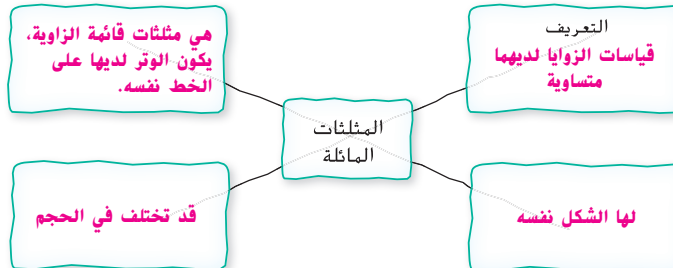 التعريف
قياسات الزوايا لديهما
متساوية
هي مثلثات قائمة الزاوية،
يكون الوتر لديها على
الخط نفسه.
المثلثات
المائلة
لها الشكل نفسه
قد تختلف في الحجم